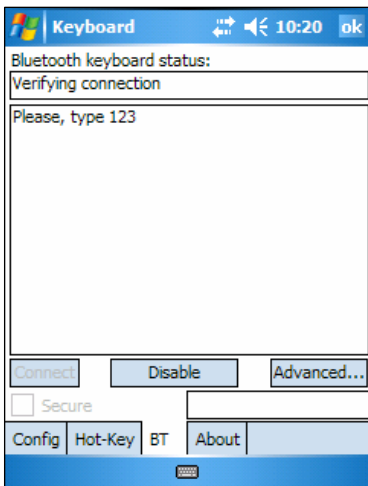 Keyboard 10:20 ok
Bluetooth keyboard status:
Verifying connection
Please, type 123
Connect Disable Advanced...
Secure
Config Hot-Key BT About